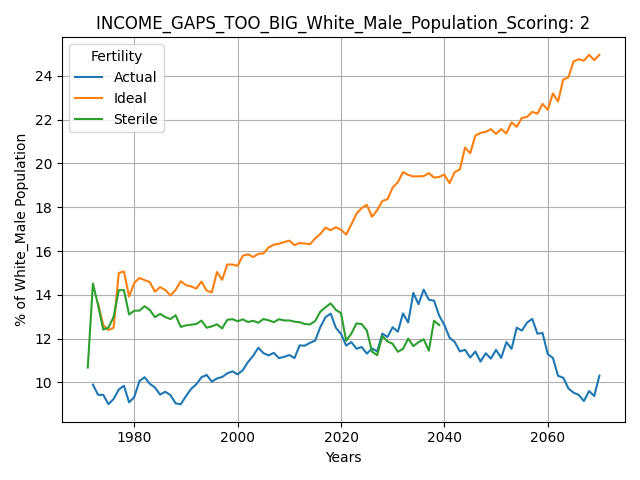 INCOME_GAPS_TOO_BIG_White_Male_Population_Scoring: 2
Fertility
Actual
Ideal
Sterile
% of White_Male Population
24
22
20
18
16
14
12
10
1980
2000
2020
2040
2060
Years